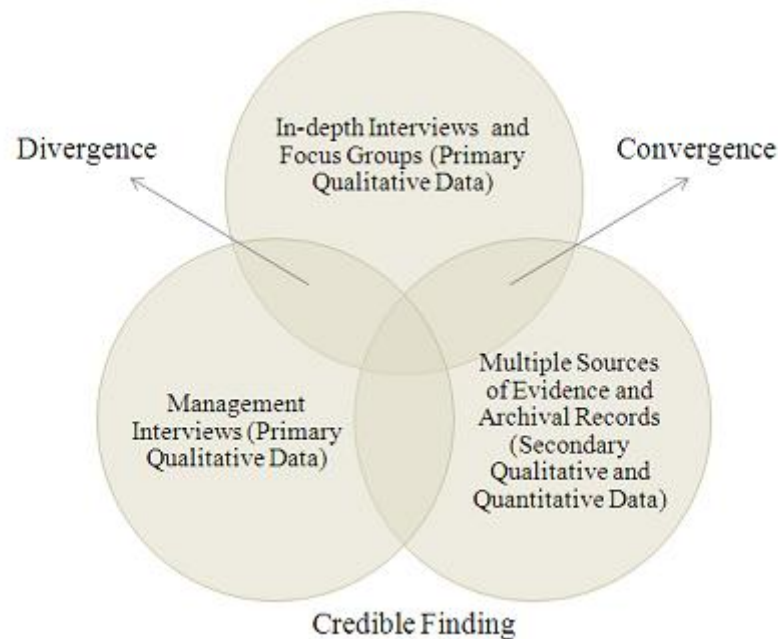 In-depth Interviews and
Focus Groups (Primary
Qualitative Data)
Divergence
Convergence
Management
Interviews (Primary
Qualitative Data)
Multiple Sources
of Evidence and
Archival Records
(Secondary
Qualitative and
Quantitative Data)
Credible Finding